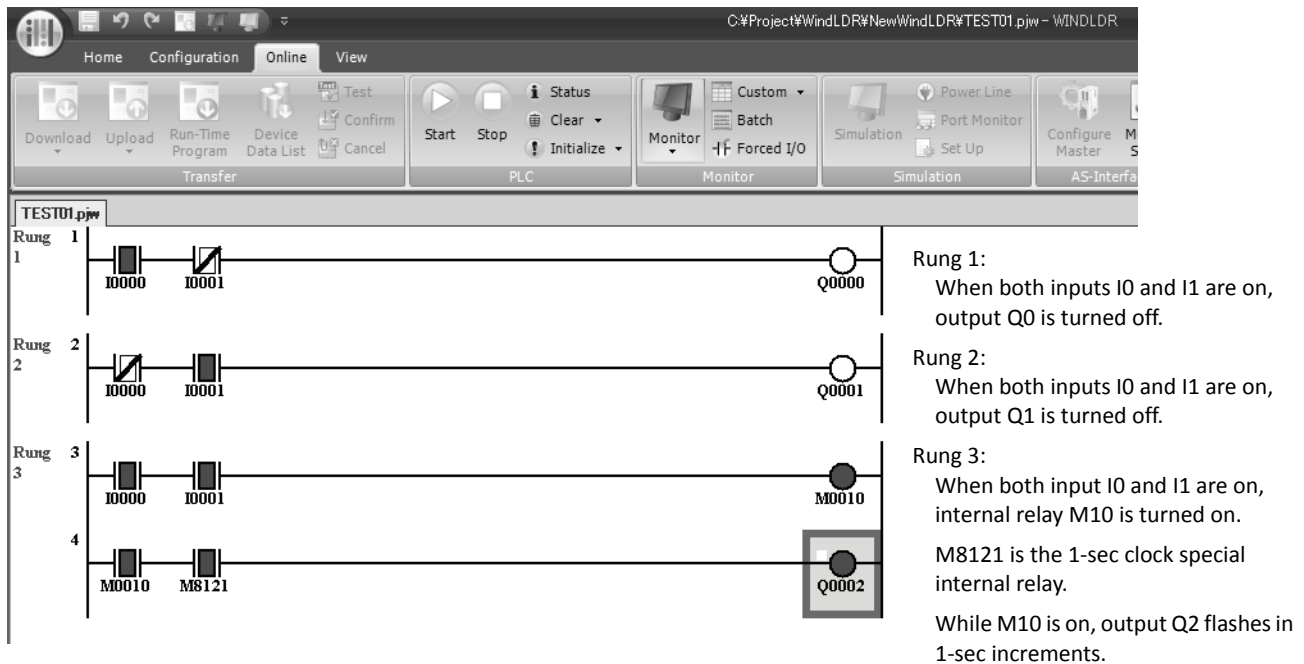 C:¥Project¥WindLDR¥NewWindLDR¥TEST01.pjw - WINDLDR
Home Configuration Online View
Download Upload Run-Time Program Device Data List Test Confirm Cancel
Transfer
Start Stop Status Clear Initialize
PLC
Monitor Custom Batch Forced I/O
Monitor
Simulation Power Line Port Monitor Set Up
Simulation
Configure Master M S
AS-Interfa
TEST01.pjw
Rung 1
1
I0000 I0001 Q0000
Rung 1:
When both inputs I0 and I1 are on,
output Q0 is turned off.
Rung 2
2
I0000 I0001 Q0001
Rung 2:
When both inputs I0 and I1 are on,
output Q1 is turned off.
Rung 3
3
I0000 I0001 M0010
Rung 3:
When both input I0 and I1 are on,
internal relay M10 is turned on.
4
M0010 M8121 Q0002
M8121 is the 1-sec clock special
internal relay.
While M10 is on, output Q2 flashes in
1-sec increments.